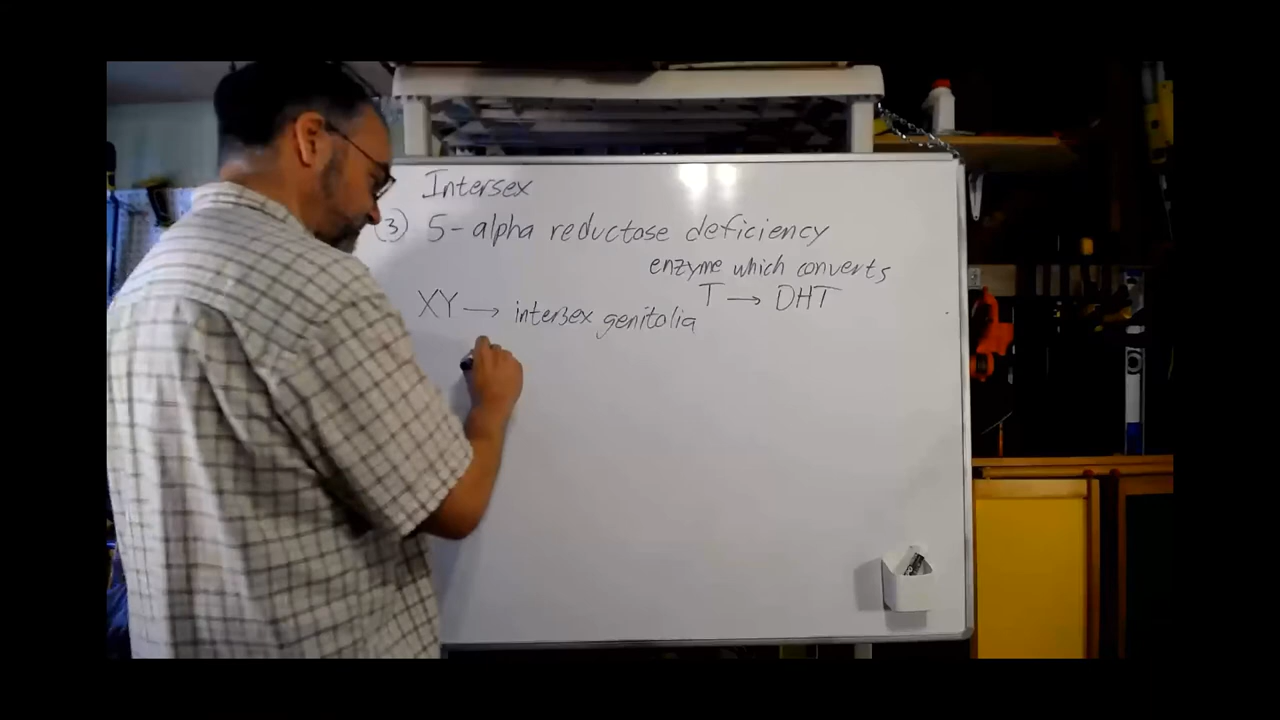 Intersex
(3) 5-alpha reductase deficiency
enzyme which converts
T → DHT
XY → intersex genitalia